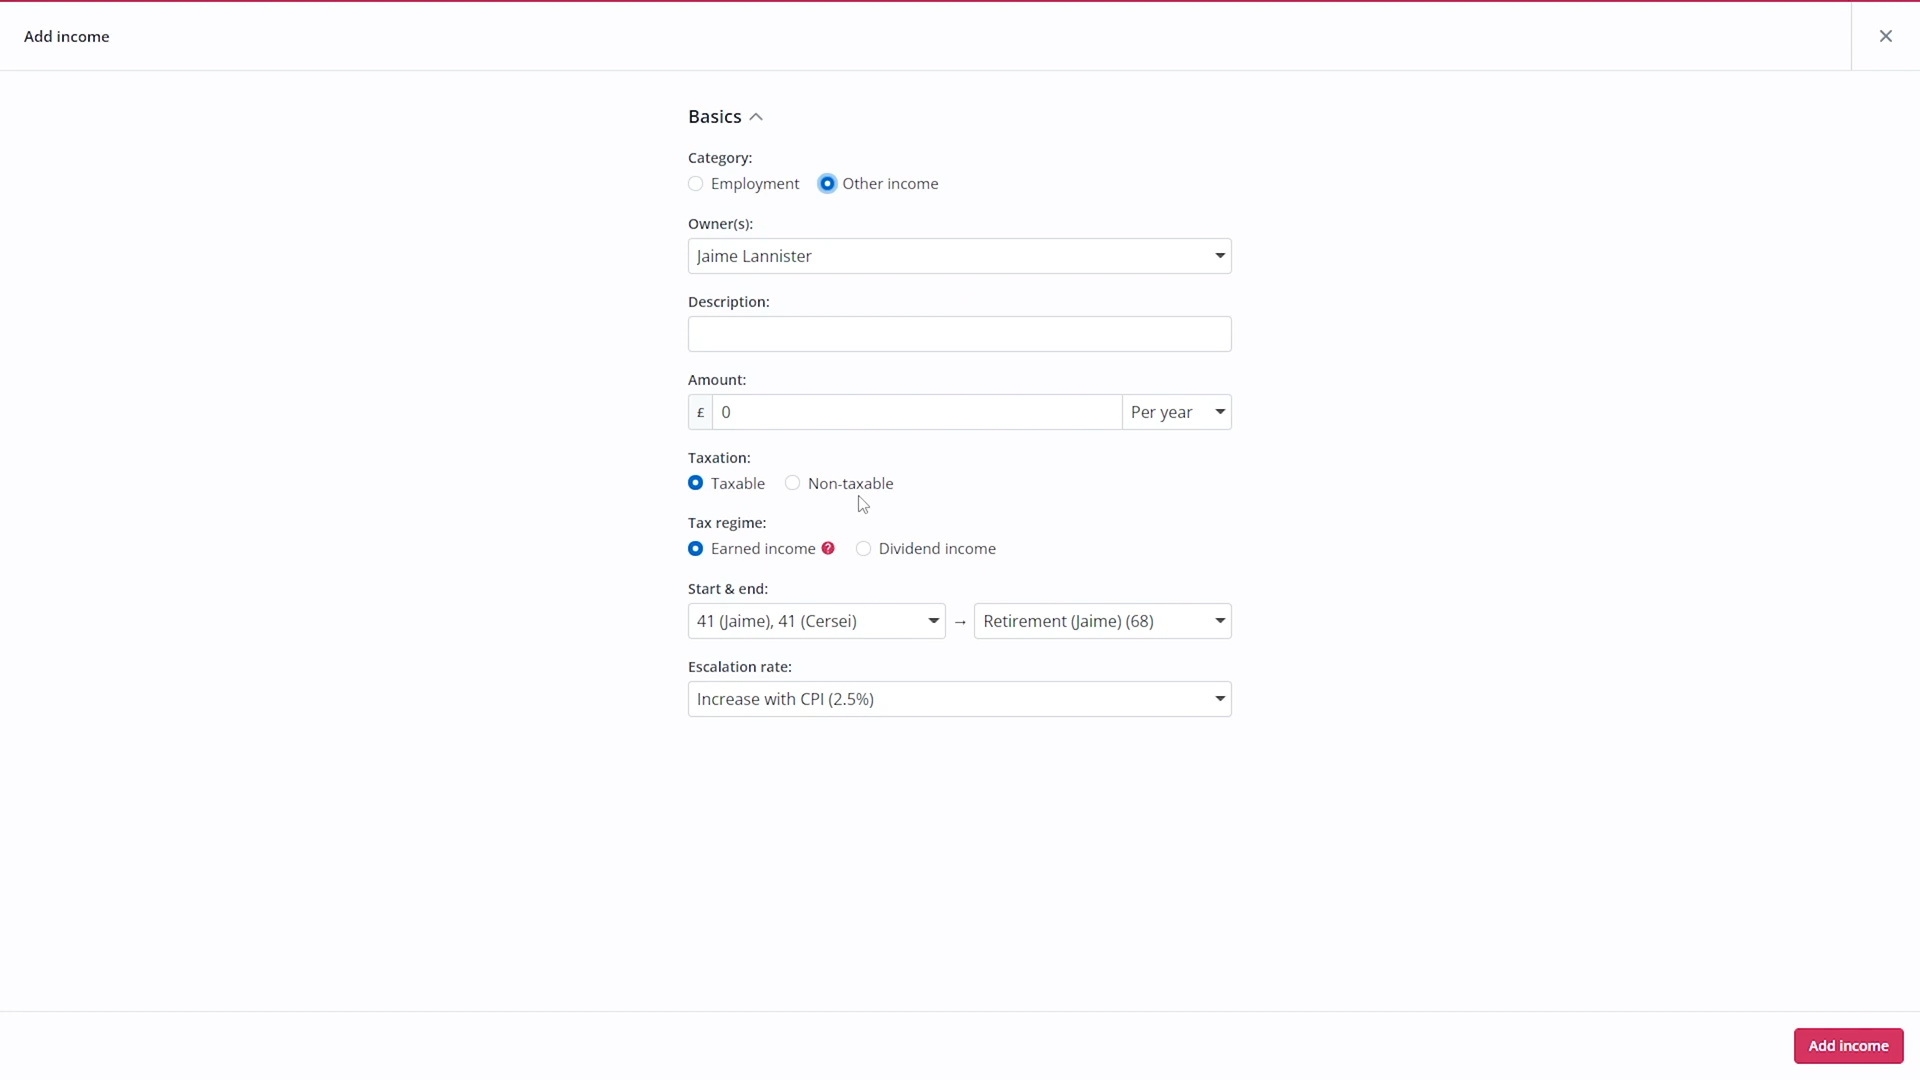 Add income
Basics
Category:
Employment Other income
Owner(s):
Jaime Lannister
Description:
Amount:
£ 0 Per year
Taxation:
Taxable Non-taxable
Tax regime:
Earned income ? Dividend income
Start & end:
41 (Jaime), 41 (Cersei) → Retirement (Jaime) (68)
Escalation rate:
Increase with CPI (2.5%)
Add income